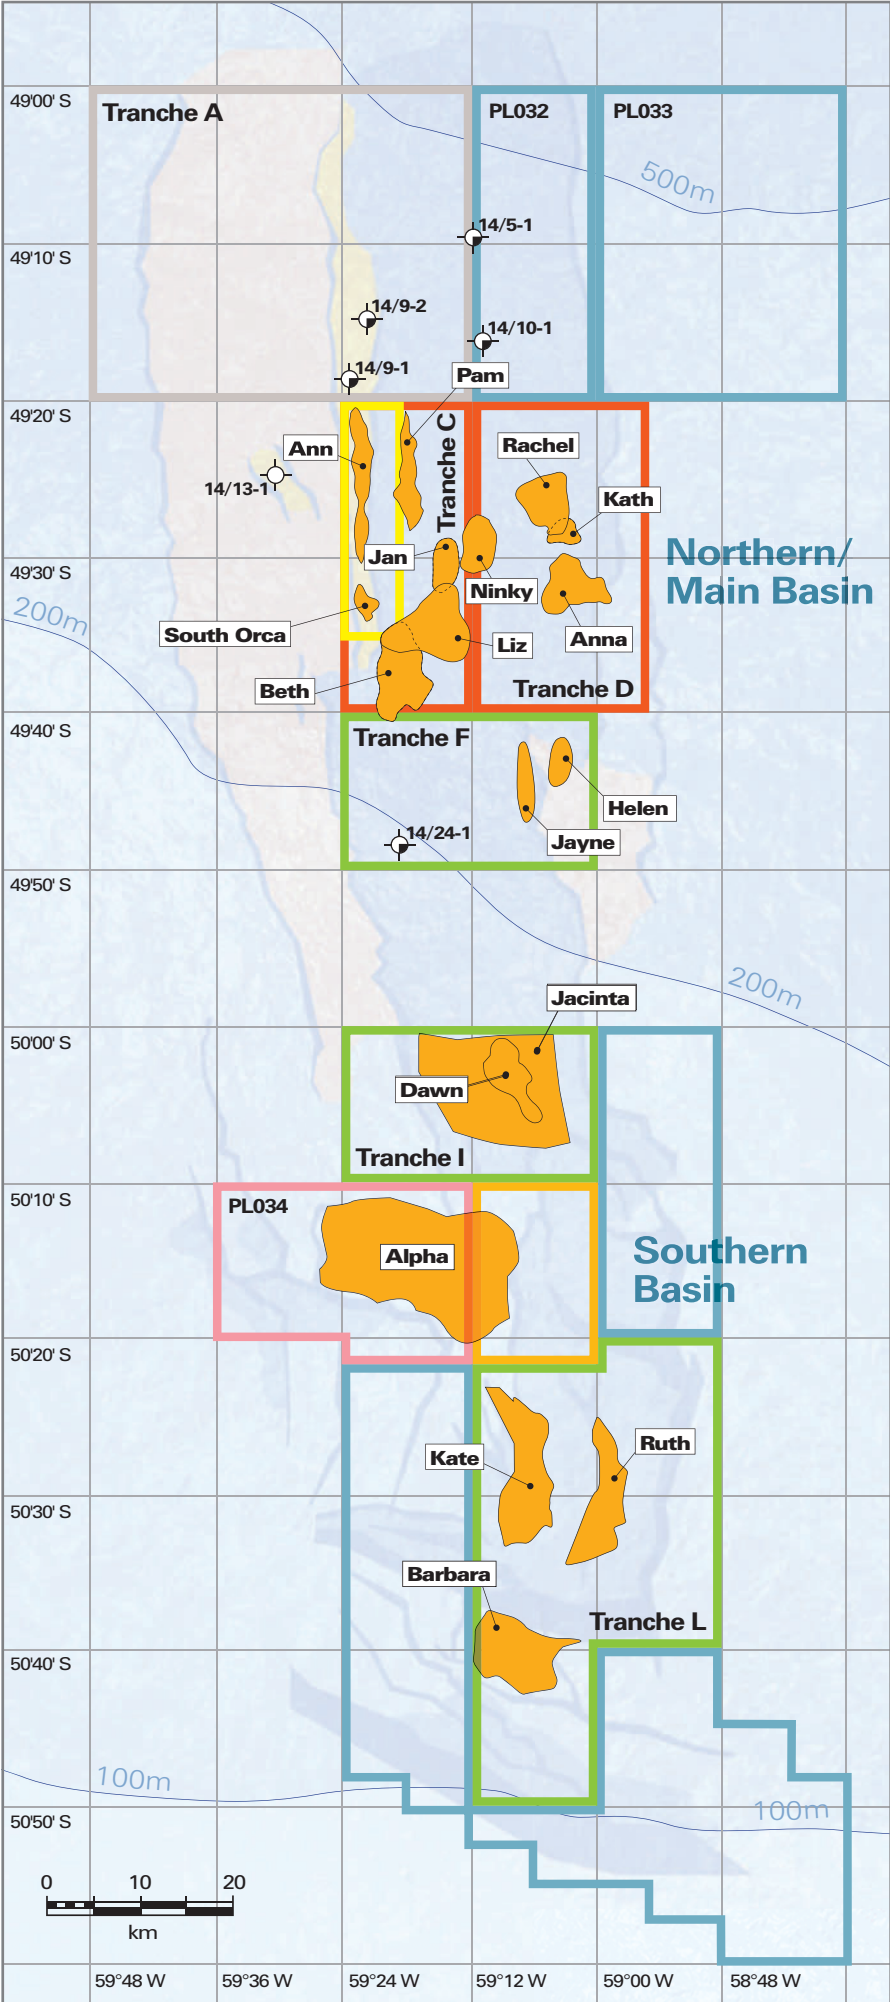 49'00' S
Tranche A
PL032
PL033
500m
14/5-1
49'10' S
14/9-2
14/10-1
14/9-1
Pam
49'20' S
Tranche C
Ann
Rachel
14/13-1
Kath
Jan
49'30' S
Northern/
Main Basin
Ninky
200m
South Orca
Liz
Anna
Beth
Tranche D
49'40' S
Tranche F
Helen
14/24-1
Jayne
49'50' S
200m
Jacinta
50'00' S
Dawn
Tranche I
50'10' S
PL034
Alpha
Southern
Basin
50'20' S
Kate
Ruth
50'30' S
Barbara
Tranche L
50'40' S
100m
100m
50'50' S
0 10 20
km
59°48 W 59°36 W 59°24 W 59°12 W 59°00 W 58°48 W